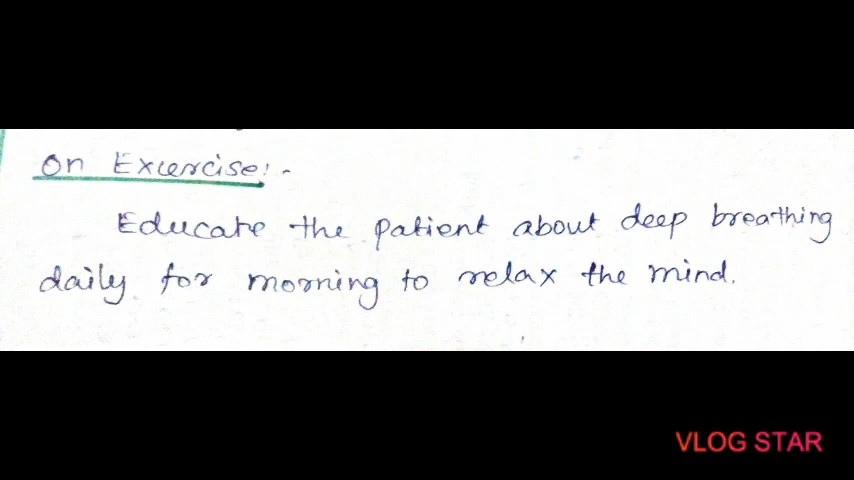 On Excercise:-
Educate the patient about deep breathing
daily for morning to relax the mind.
VLOG STAR